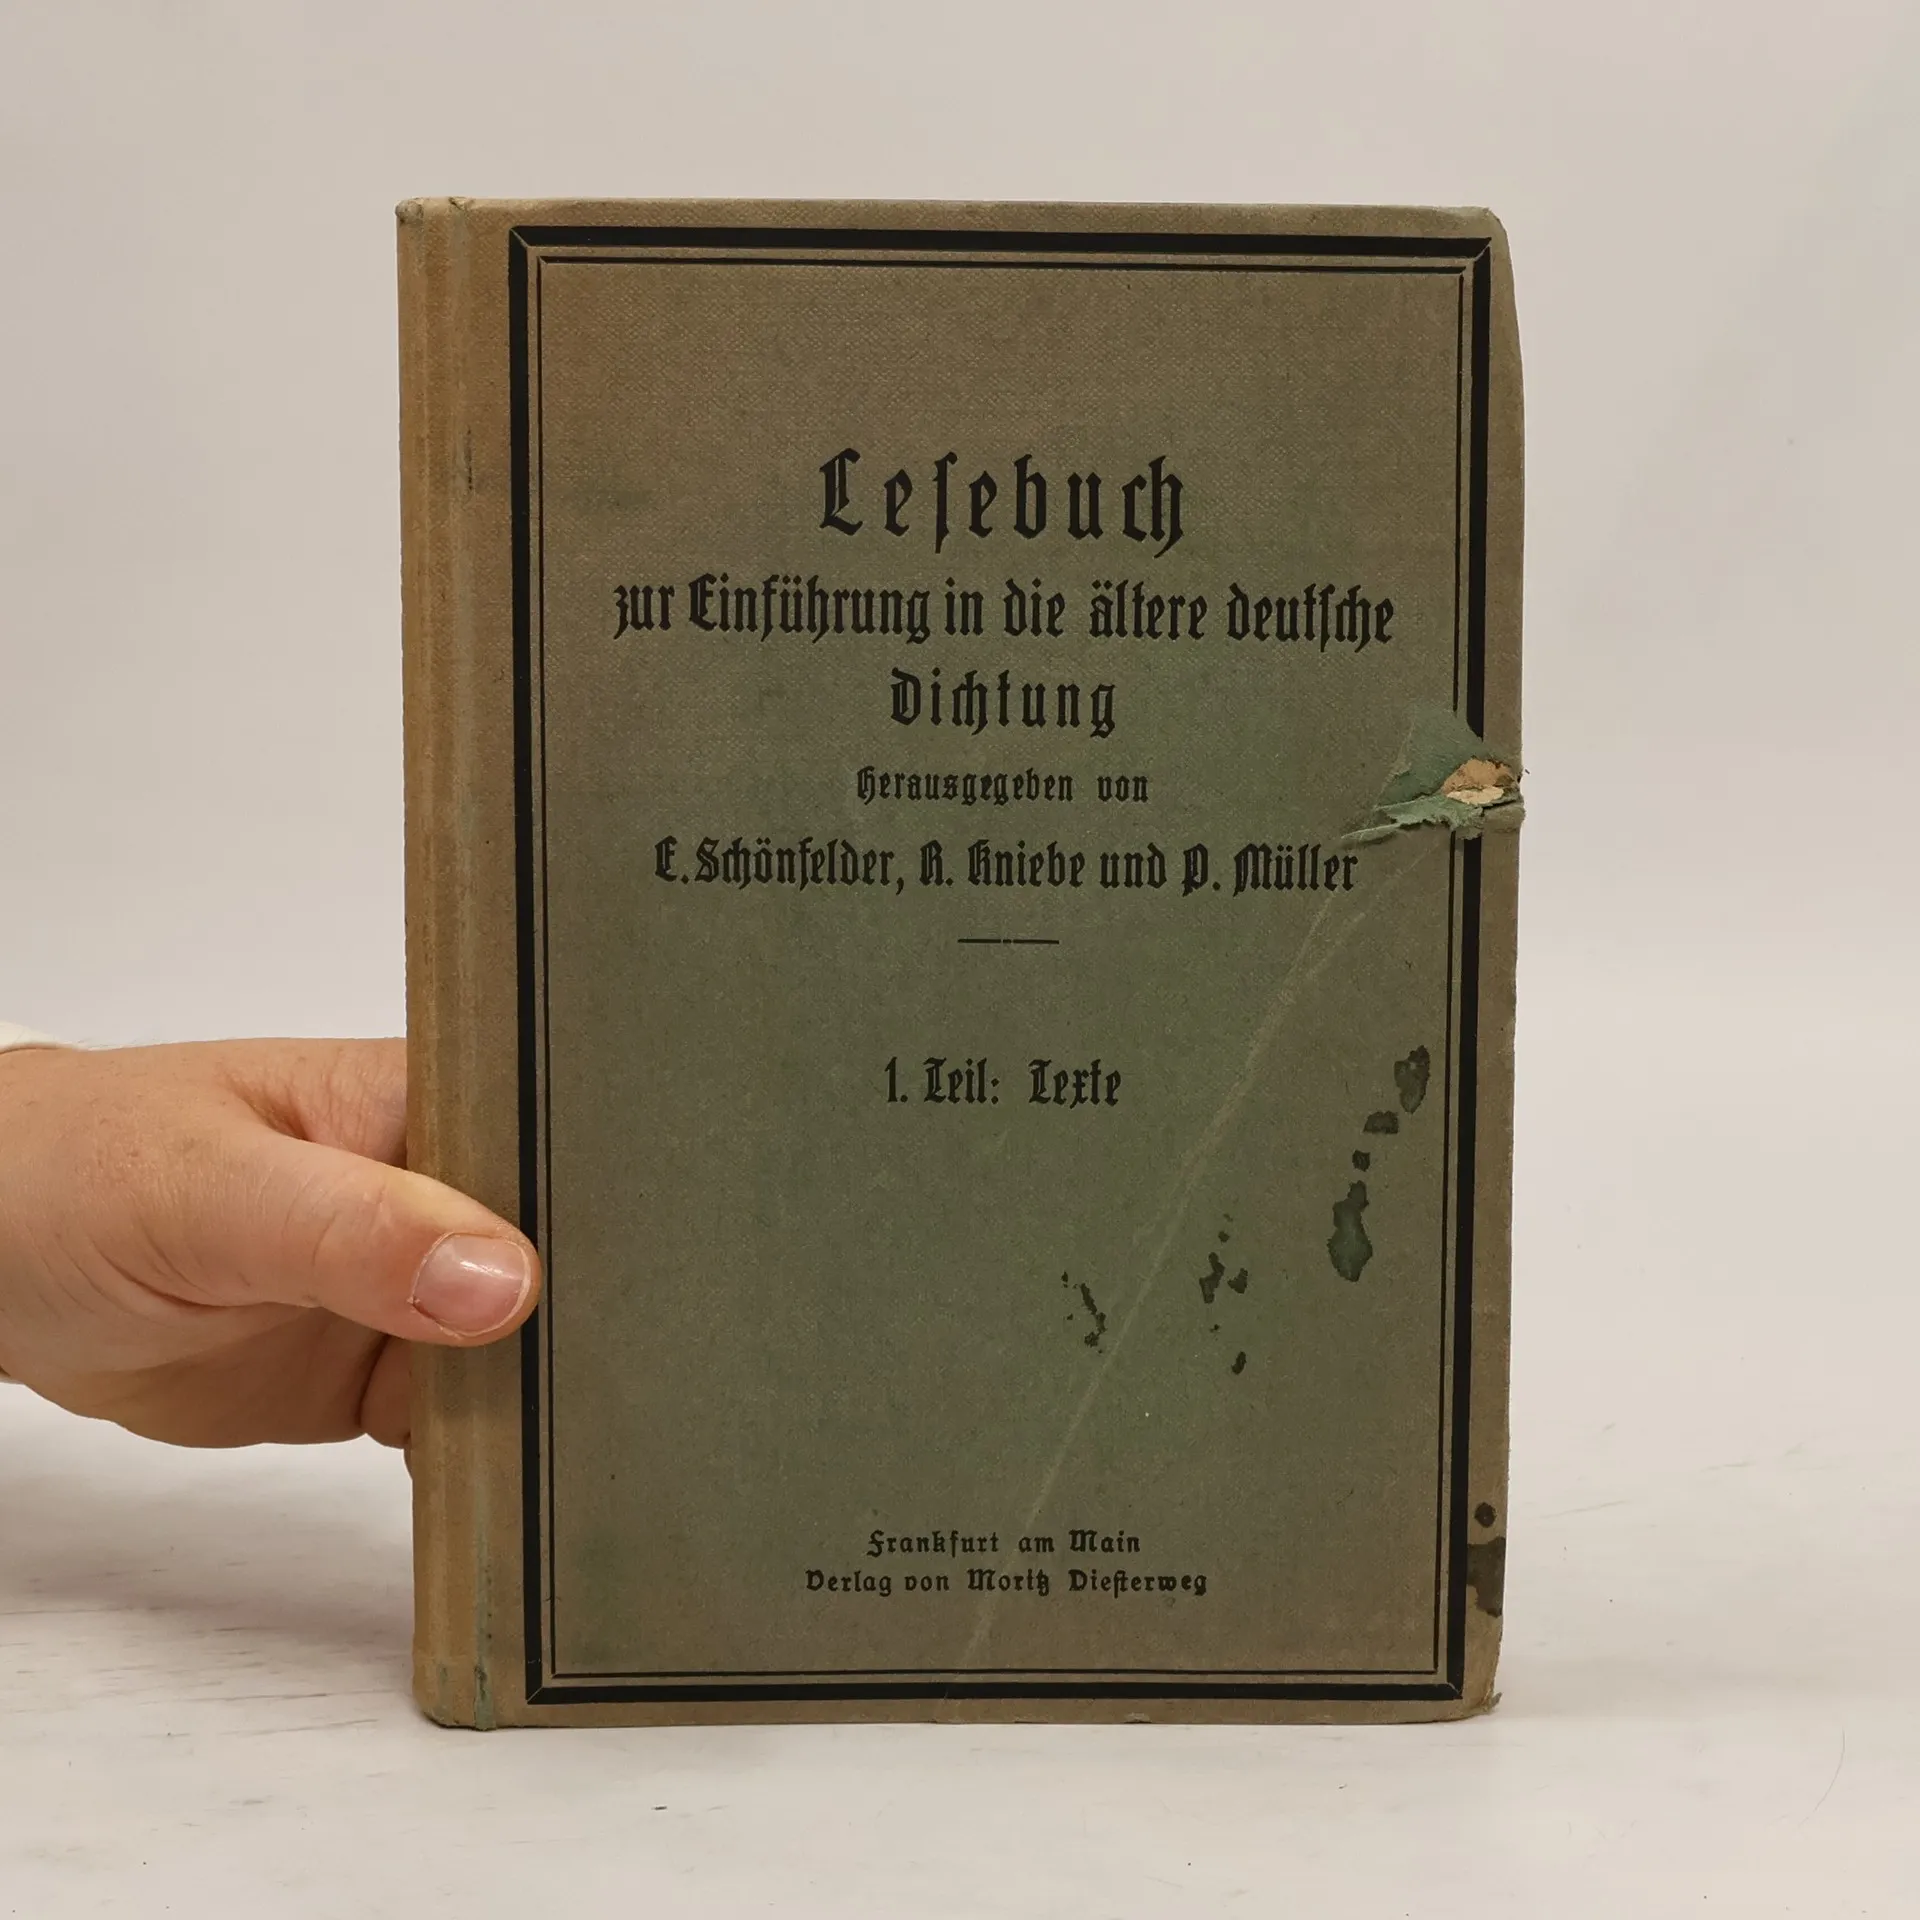 Lesebuch
zur Einführung in die ältere deutsche
Dichtung
Herausgegeben von
E. Schönfelder, R. Kniebe und P. Müller
1. Teil: Texte
Frankfurt am Main
Verlag von Moritz Diesterweg